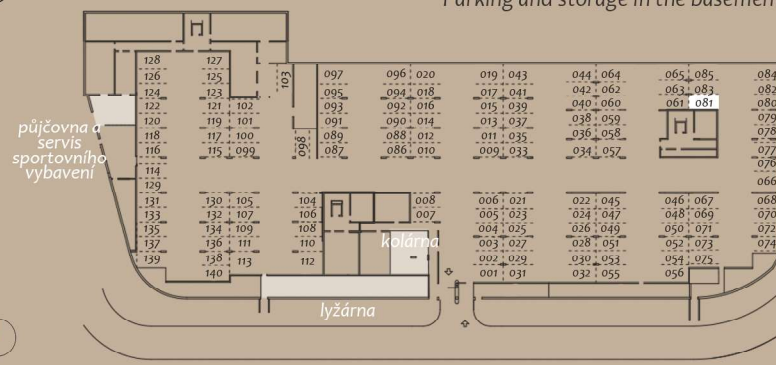 Parking and storage in the basemen
128 127
126 125 103 097 096 020 019 043 044 064 065 085 084
124 123 095 094 018 017 041 042 062 063 083 082
122 121 102 093 092 016 015 039 040 060 061 081 080
120 119 101 091 090 014 013 037 038 059 079
118 117 100 089 088 012 011 035 036 058 078
116 115 099 098 087 086 010 009 033 034 057 077
půjčovna a
servis
sportovního
vybavení
114 076
129 066
131 130 105 104 008 006 021 022 045 046 067 068
133 132 107 106 007 005 023 024 047 048 069 070
135 134 109 108 004 025 026 049 050 071 072
137 136 111 110 kolárna 003 027 028 051 052 073 074
139 138 113 112 002 029 030 053 054 075
140 001 031 032 055 056
lyžárna